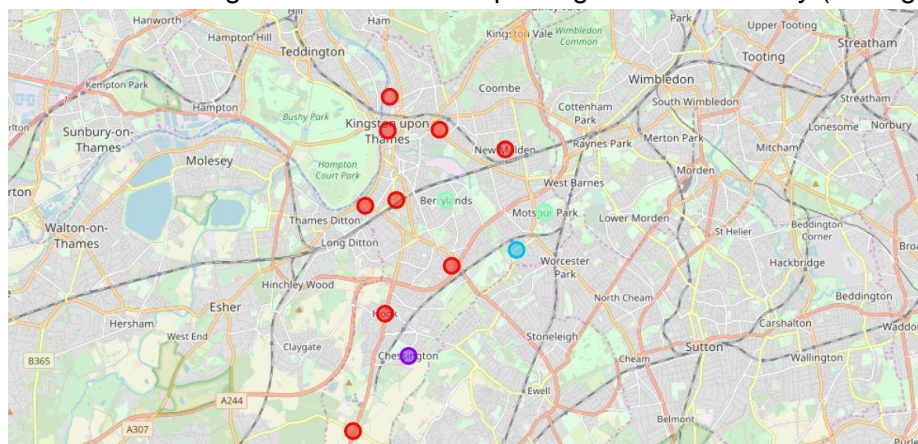 Ham
Kingston Vale
Wimbledon
Common
Park
Upper Tooting
Hanworth
Hampton Hill
Teddington
Tooting
Streatham
Kempton Park
Coombe
Wimbledon
Hampton
Cottenham
Park
South Wimbledon
Streatham
Bushy Park
Sunbury-on-
Thames
Kingston upon
Thames
Lonesome
Norbury
Merton Park
Raynes Park
Mitcham
Molesey
Hampton
Court Park
Morden
West Barnes
Thames Ditton
Motspur Park
Lower Morden
Walton-on-
Thames
Long Ditton
St Helier
Beddington
Corner
Worcester
Park
Hackbridge
Hinchley Wood
North Cheam
Beddington
Esher
Hersham
Hook
Carshalton
West End
Claygate
Stoneleigh
Chessington
Sutton
B365
Cheam
Wallington
Ewell
A244
A307
Belmont